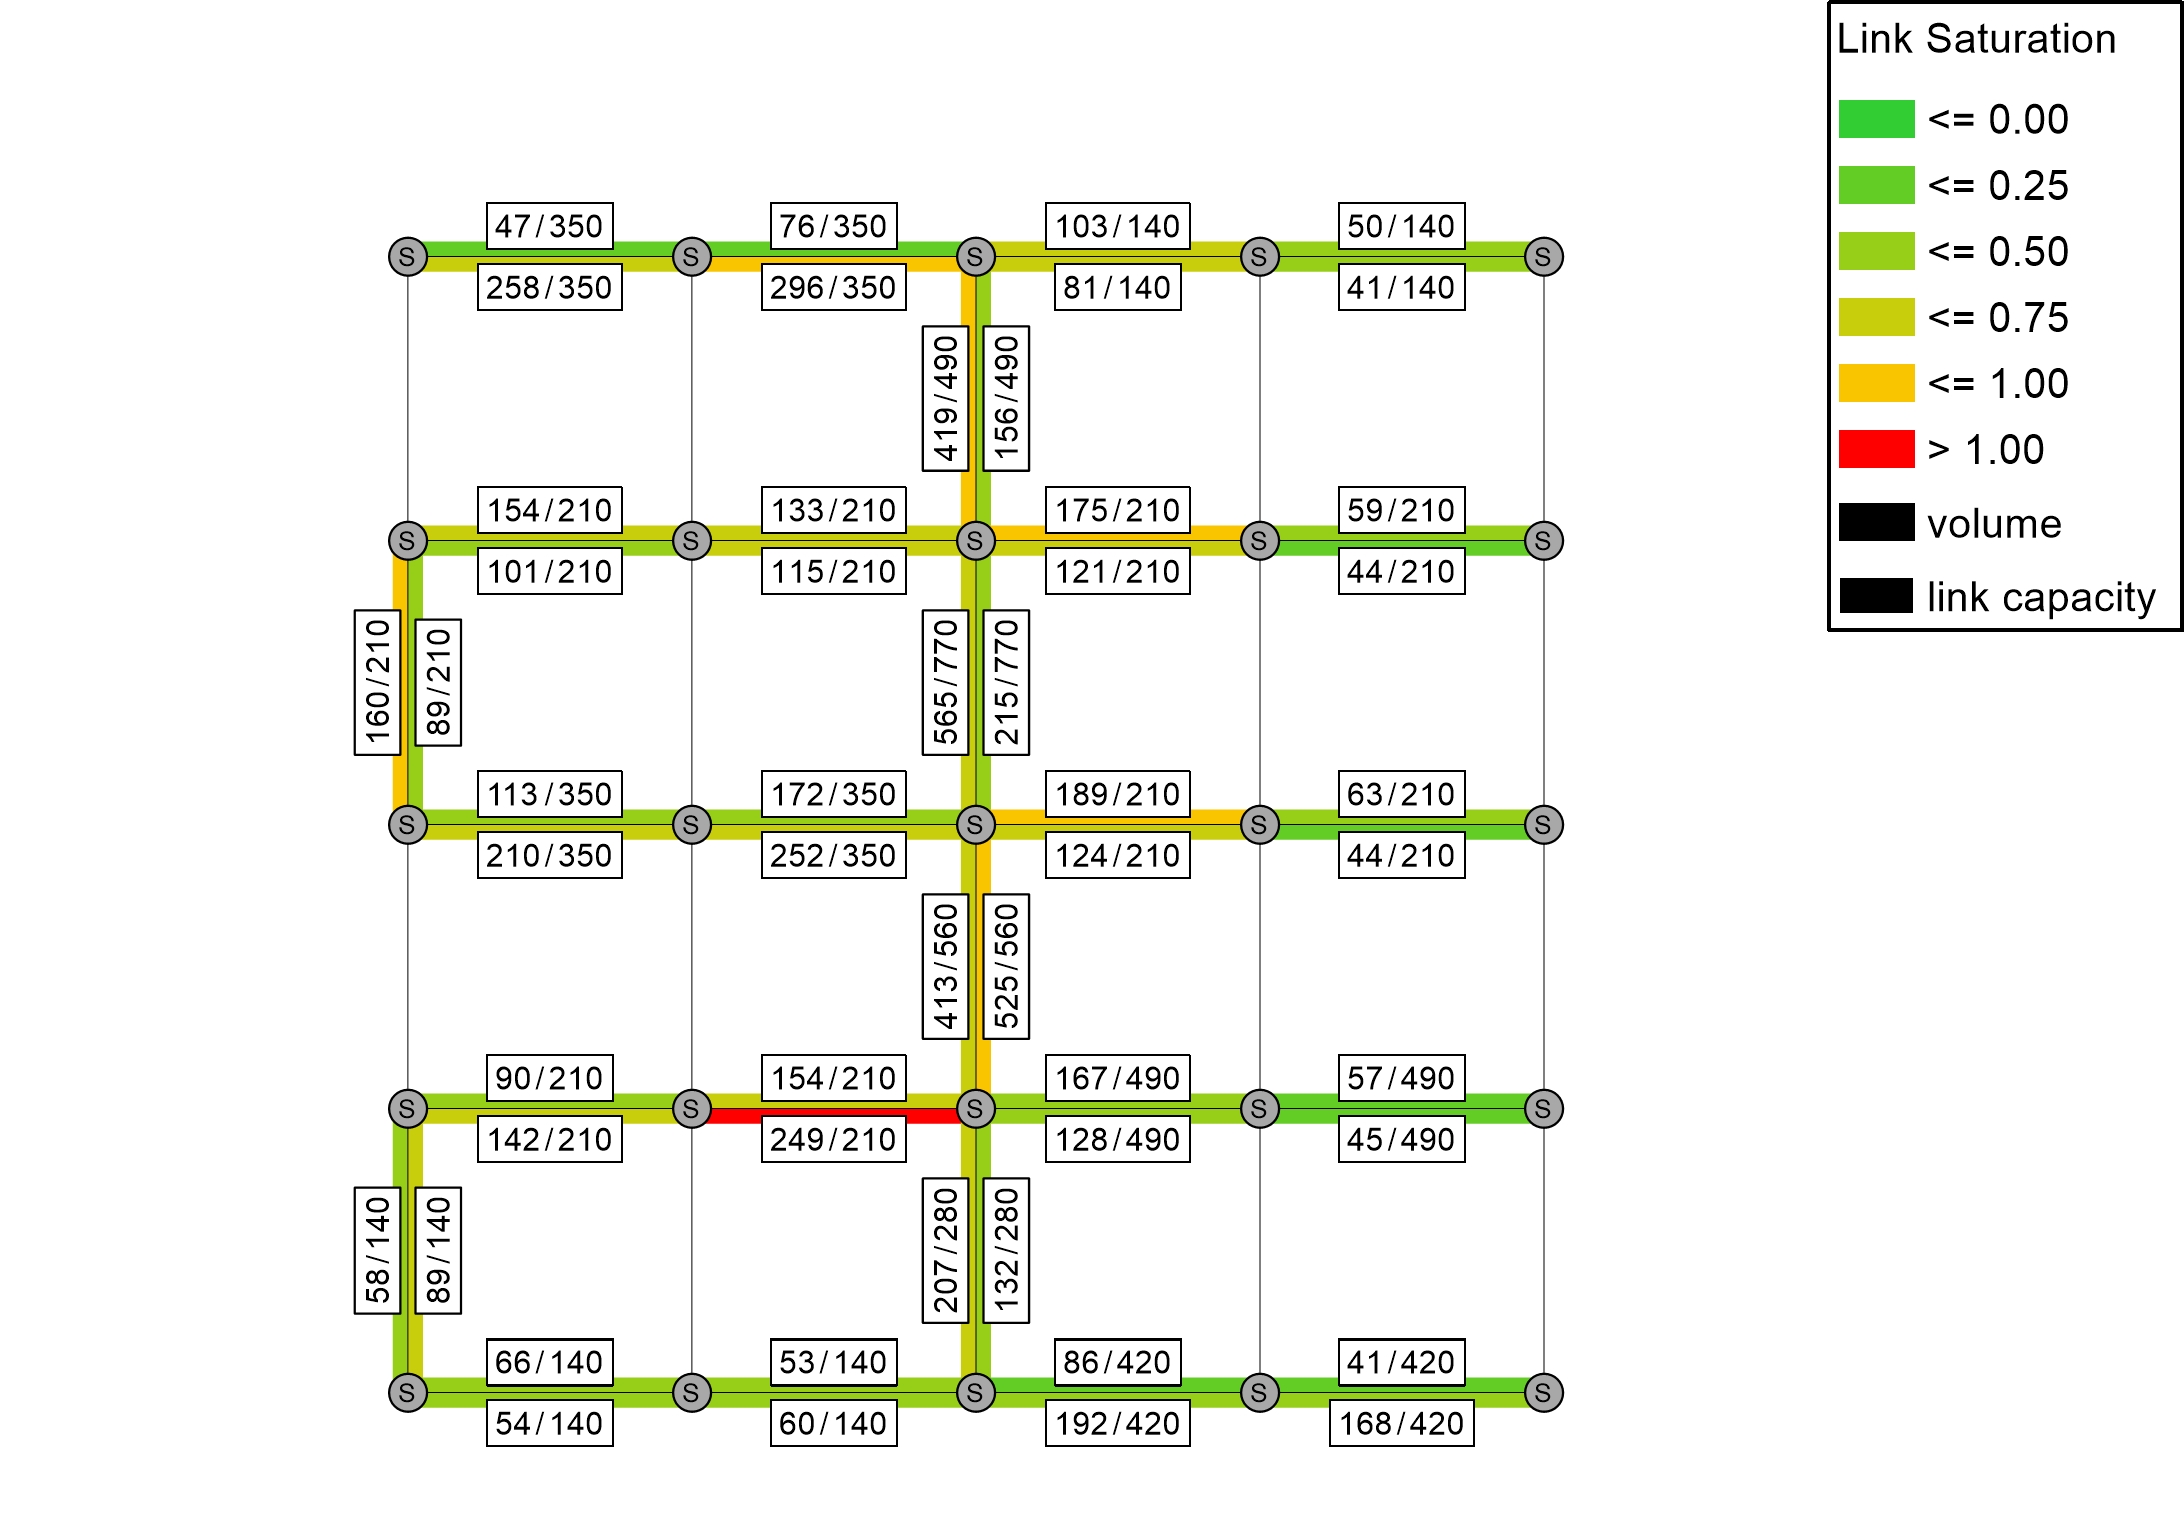 Link Saturation
<= 0.00
<= 0.25
<= 0.50
<= 0.75
<= 1.00
> 1.00
volume
link capacity
47/350
76/350
103/140
50/140
S
S
S
S
S
258/350
296/350
81/140
41/140
419/490
156/490
154/210
133/210
175/210
59/210
S
S
S
S
S
101/210
115/210
121/210
44/210
160/210
89/210
565/770
215/770
113/350
172/350
189/210
63/210
S
S
S
S
S
210/350
252/350
124/210
44/210
413/560
525/560
90/210
154/210
167/490
57/490
S
S
S
S
S
142/210
249/210
128/490
45/490
58/140
89/140
207/280
132/280
66/140
53/140
86/420
41/420
S
S
S
S
S
54/140
60/140
192/420
168/420